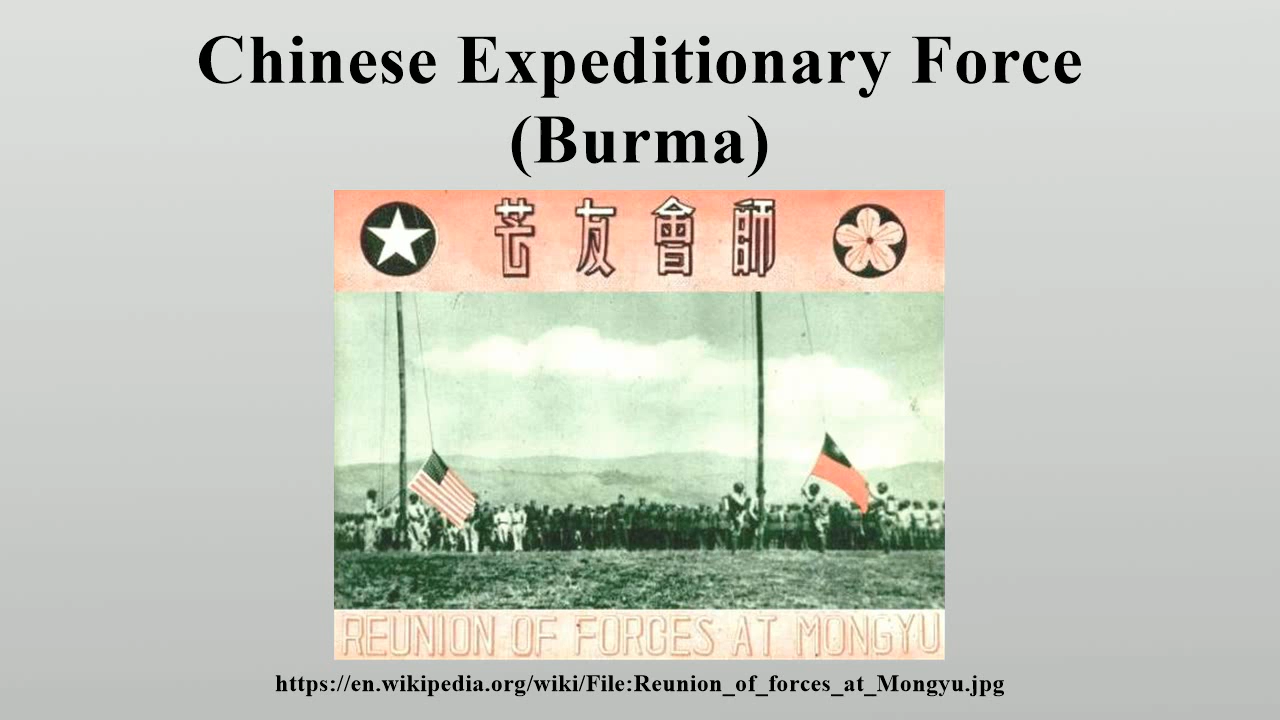 Chinese Expeditionary Force
(Burma)
芒友會師
REUNION OF FORCES AT MONGYU
https://en.wikipedia.org/wiki/File:Reunion_of_forces_at_Mongyu.jpg